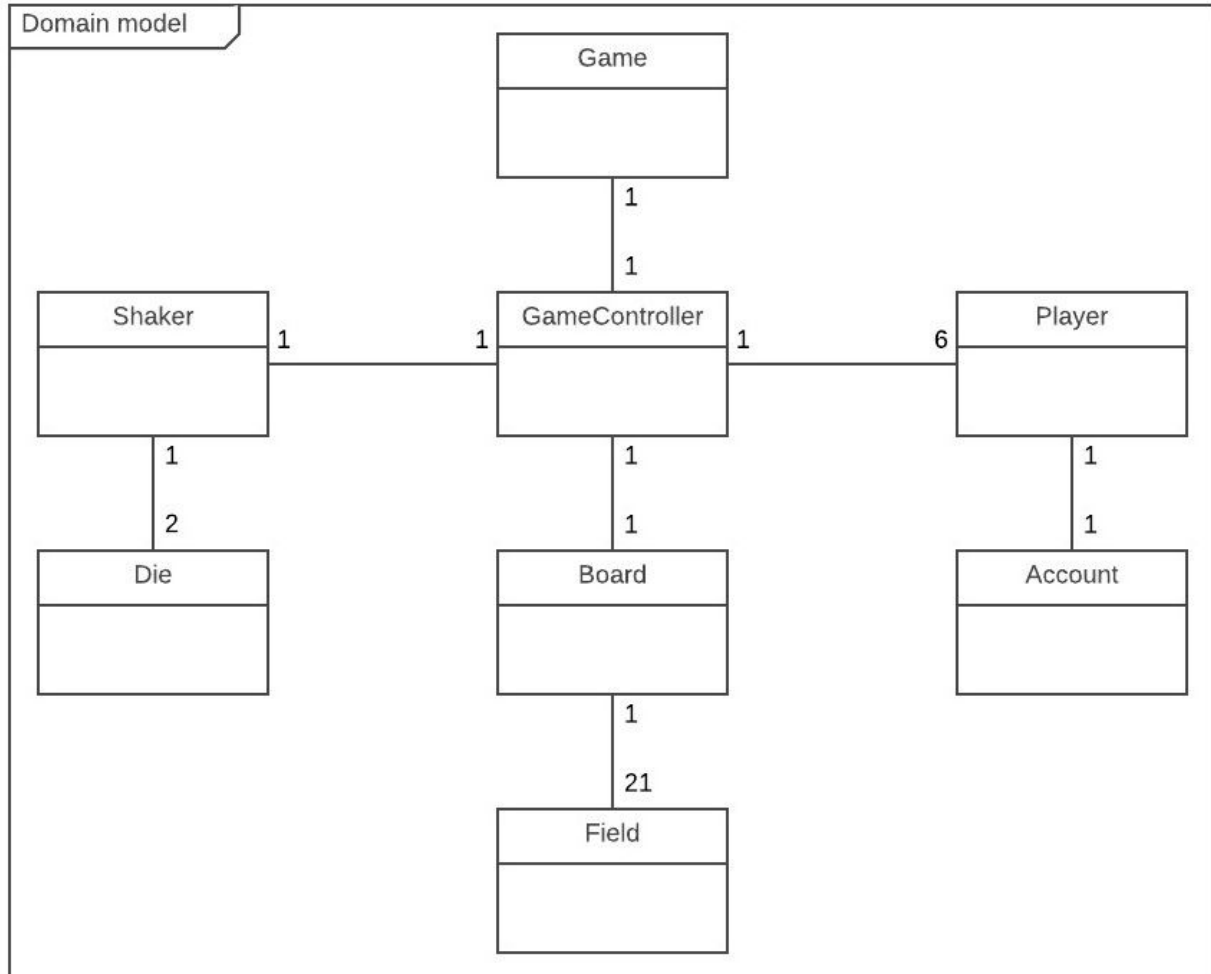 Domain model
Game
1
1
Shaker
GameController
Player
1
1
1
6
1
1
1
2
1
1
Die
Board
Account
1
21
Field